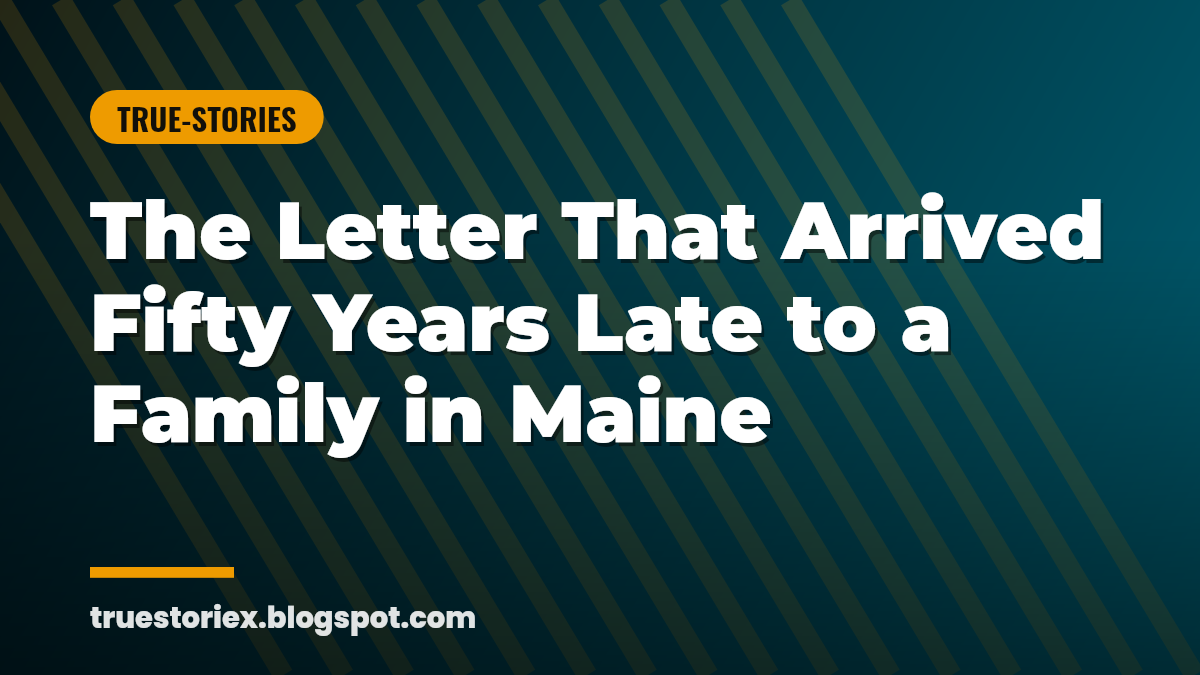 TRUE-STORIES
The Letter That Arrived
Fifty Years Late to a
Family in Maine
truestoriex.blogspot.com